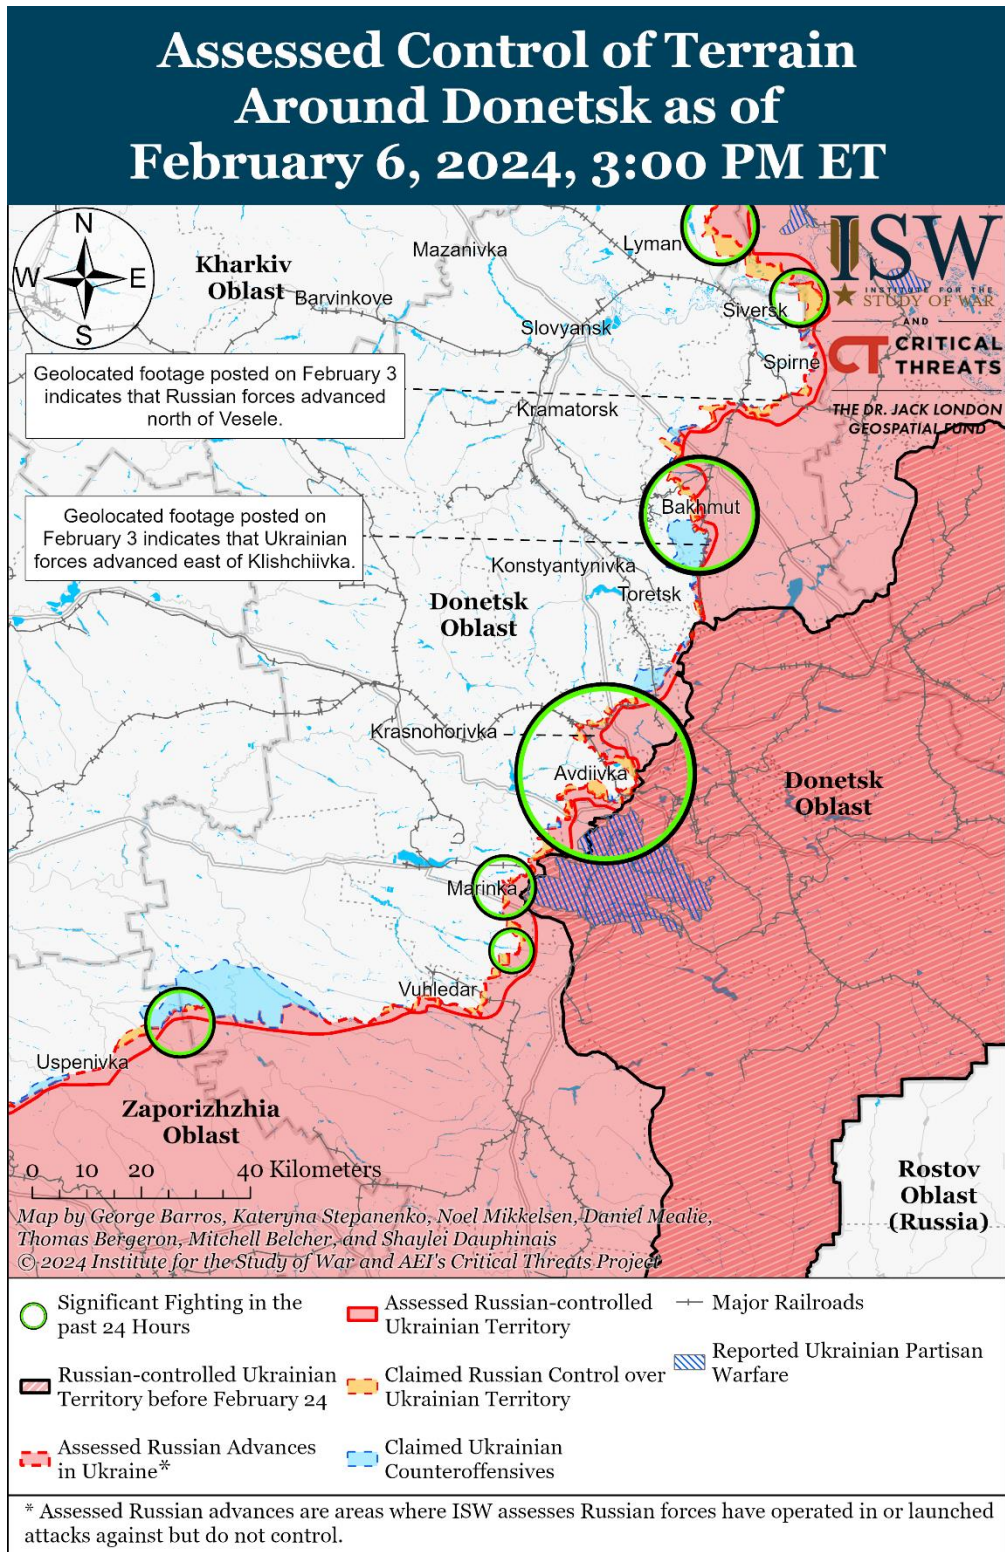 Assessed Control of Terrain
Around Donetsk as of
February 6, 2024, 3:00 PM ET
N
W
E
S
Kharkiv
Oblast
Mazanivka
Lyman
ISW
INSTITUTE FOR THE
STUDY OF WAR
AND
CT CRITICAL
THREATS
THE DR. JACK LONDON
GEOSPATIAL FUND
Barvinkove
Slovyansk
Siversk
Spirne
Geolocated footage posted on February 3
indicates that Russian forces advanced
north of Vesele.
Kramatorsk
Bakhmut
Geolocated footage posted on
February 3 indicates that Ukrainian
forces advanced east of Klishchiivka.
Konstyantynivka
Toretsk
Donetsk
Oblast
Krasnohorivka
Avdiivka
Donetsk
Oblast
Marinka
Vuhledar
Uspenivka
Zaporizhzhia
Oblast
Rostov
Oblast
(Russia)
0 10 20 40 Kilometers
Map by George Barros, Kateryna Stepanenko, Noel Mikkelsen, Daniel Mealie,
Thomas Bergeron, Mitchell Belcher, and Shaylei Dauphinais
© 2024 Institute for the Study of War and AEI's Critical Threats Project
Significant Fighting in the
past 24 Hours
Russian-controlled Ukrainian
Territory before February 24
Assessed Russian Advances
in Ukraine*
Assessed Russian-controlled
Ukrainian Territory
Claimed Russian Control over
Ukrainian Territory
Claimed Ukrainian
Counteroffensives
Major Railroads
Reported Ukrainian Partisan
Warfare
* Assessed Russian advances are areas where ISW assesses Russian forces have operated in or launched
attacks against but do not control.